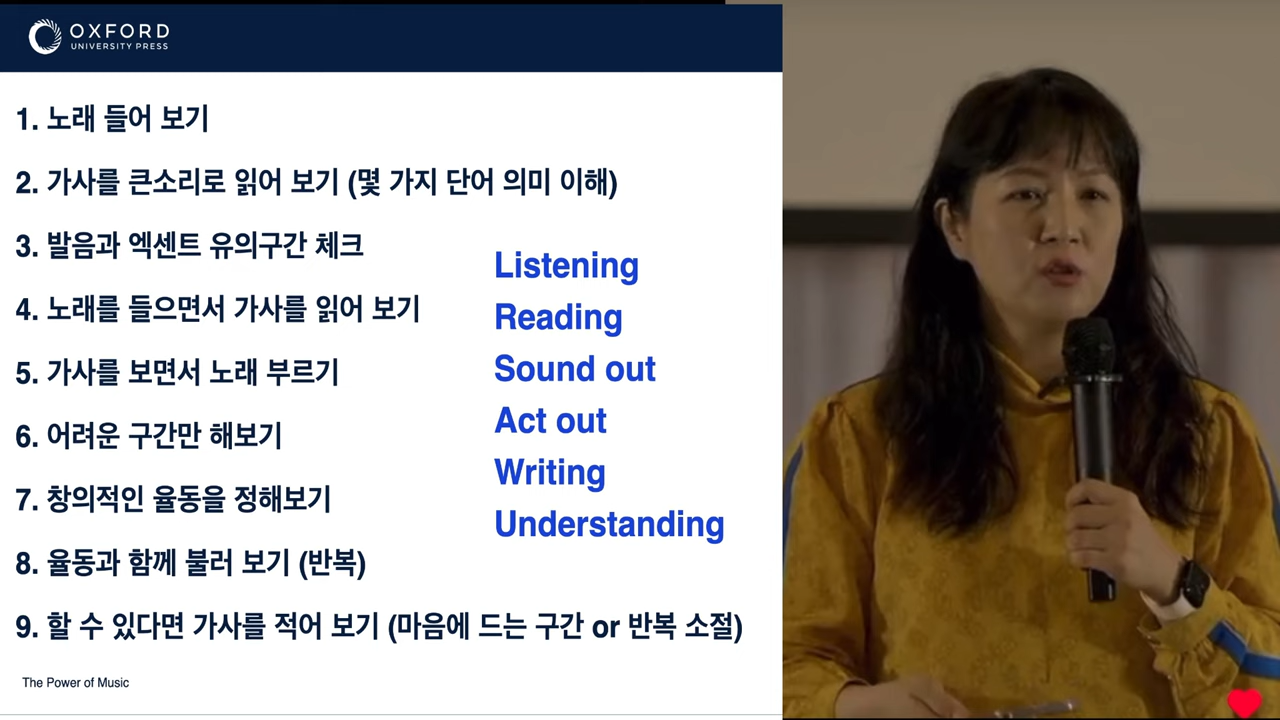 OXFORD
UNIVERSITY PRESS
1. 노래 들어 보기
2. 가사를 큰소리로 읽어 보기 (몇 가지 단어 의미 이해)
3. 발음과 엑센트 유의구간 체크
4. 노래를 들으면서 가사를 읽어 보기
5. 가사를 보면서 노래 부르기
6. 어려운 구간만 해보기
7. 창의적인 율동을 정해보기
8. 율동과 함께 불러 보기 (반복)
9. 할 수 있다면 가사를 적어 보기 (마음에 드는 구간 or 반복 소절)
Listening
Reading
Sound out
Act out
Writing
Understanding
The Power of Music